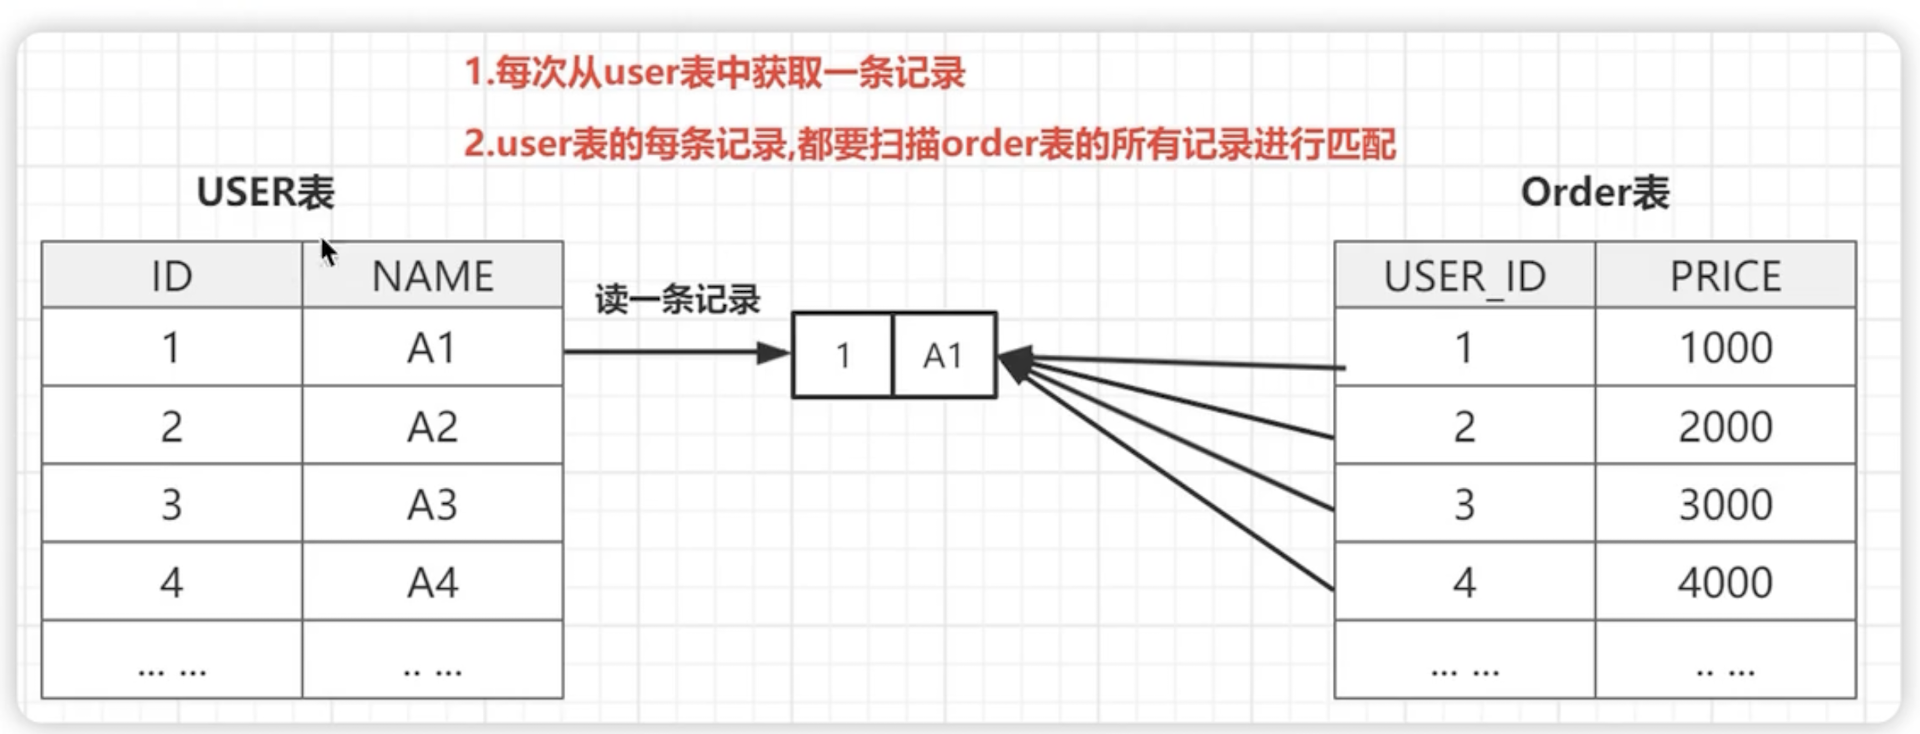 1.每次从user表中获取一条记录
2.user表的每条记录,都要扫描order表的所有记录进行匹配
USER表
Order表
ID NAME
1 A1
2 A2
3 A3
4 A4
... ... .. ...
读一条记录
1 A1
USER_ID PRICE
1 1000
2 2000
3 3000
4 4000
... ... .. ...